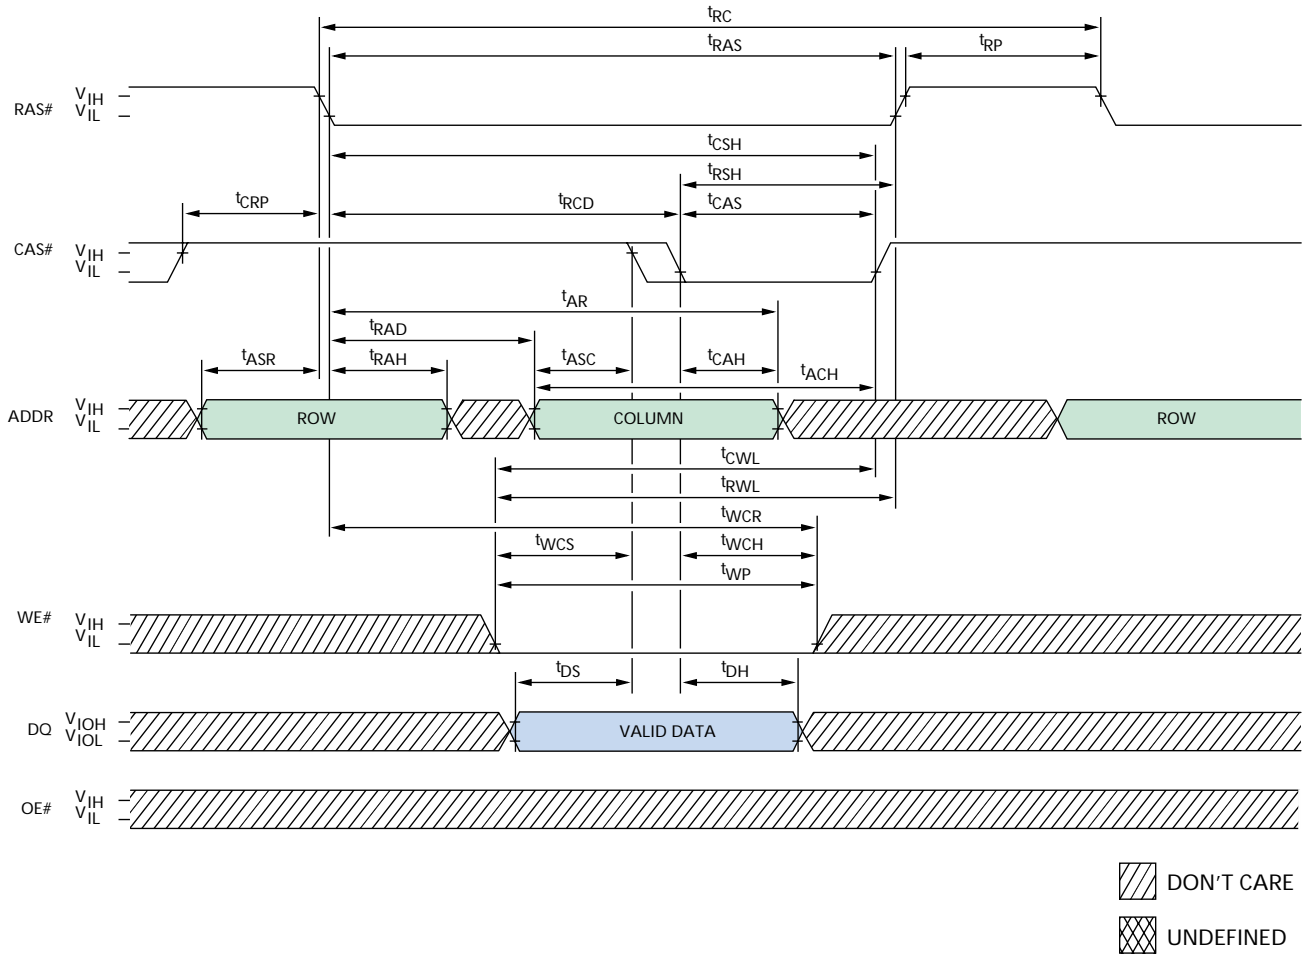 tRC
tRAS
tRP
RAS#
VIH
VIL
tCSH
tRSH
tCRP
tRCD
tCAS
CAS#
VIH
VIL
tAR
tRAD
tASR
tRAH
tASC
tCAH
tACH
ADDR
VIH
VIL
ROW
COLUMN
ROW
tCWL
tRWL
tWCR
tWCS
tWCH
tWP
WE#
VIH
VIL
tDS
tDH
DQ
VIOH
VIOL
VALID DATA
OE#
VIH
VIL
DON'T CARE
UNDEFINED